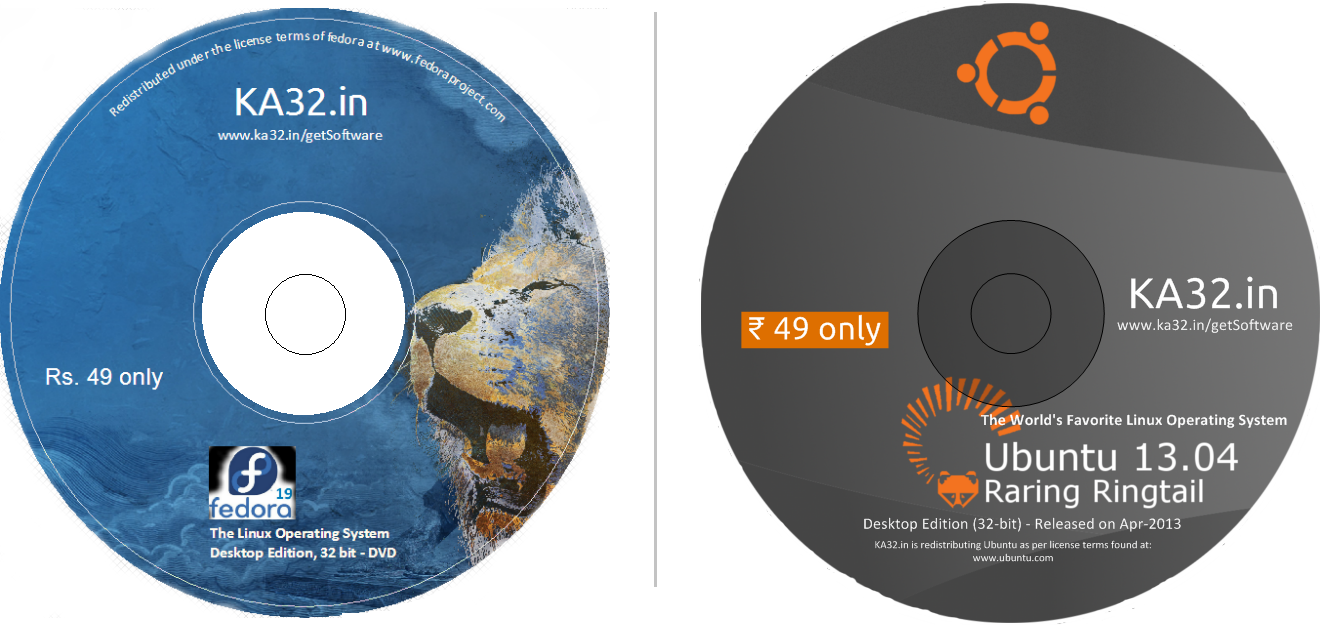 Redistributed under the license terms of fedora at www.fedoraproject.com
KA32.in
www.ka32.in/getSoftware
Rs. 49 only
19
fedora
The Linux Operating System
Desktop Edition, 32 bit - DVD
KA32.in
www.ka32.in/getSoftware
₹ 49 only
The World's Favorite Linux Operating System
Ubuntu 13.04
Raring Ringtail
Desktop Edition (32-bit) - Released on Apr-2013
KA32.in is redistributing Ubuntu as per license terms found at:
www.ubuntu.com